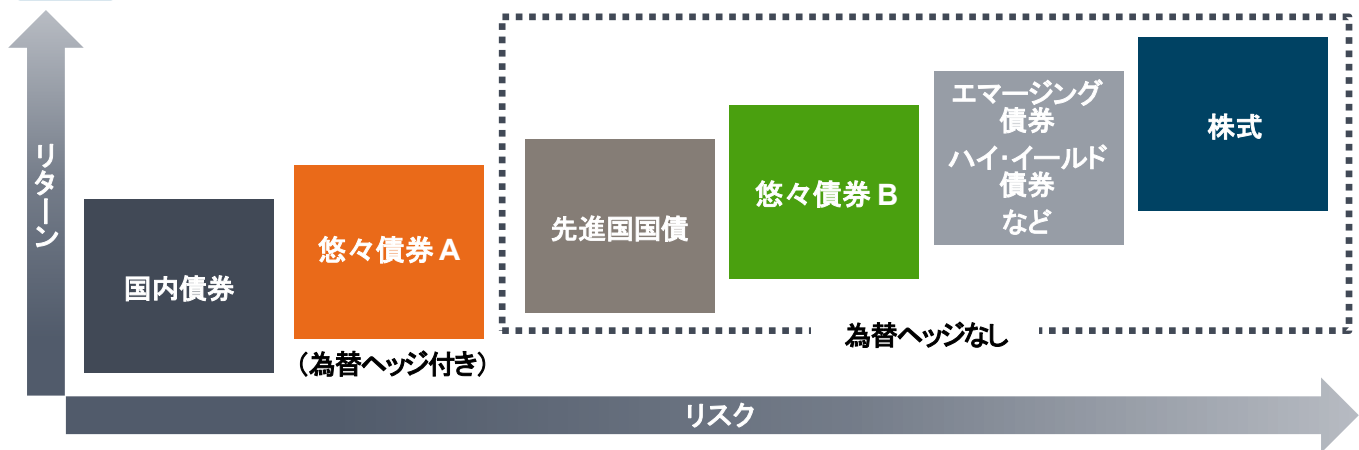 リターン
国内債券
悠々債券 A
(為替ヘッジ付き)
先進国国債
悠々債券 B
エマージング
債券
ハイ・イールド
債券
など
株式
為替ヘッジなし
リスク